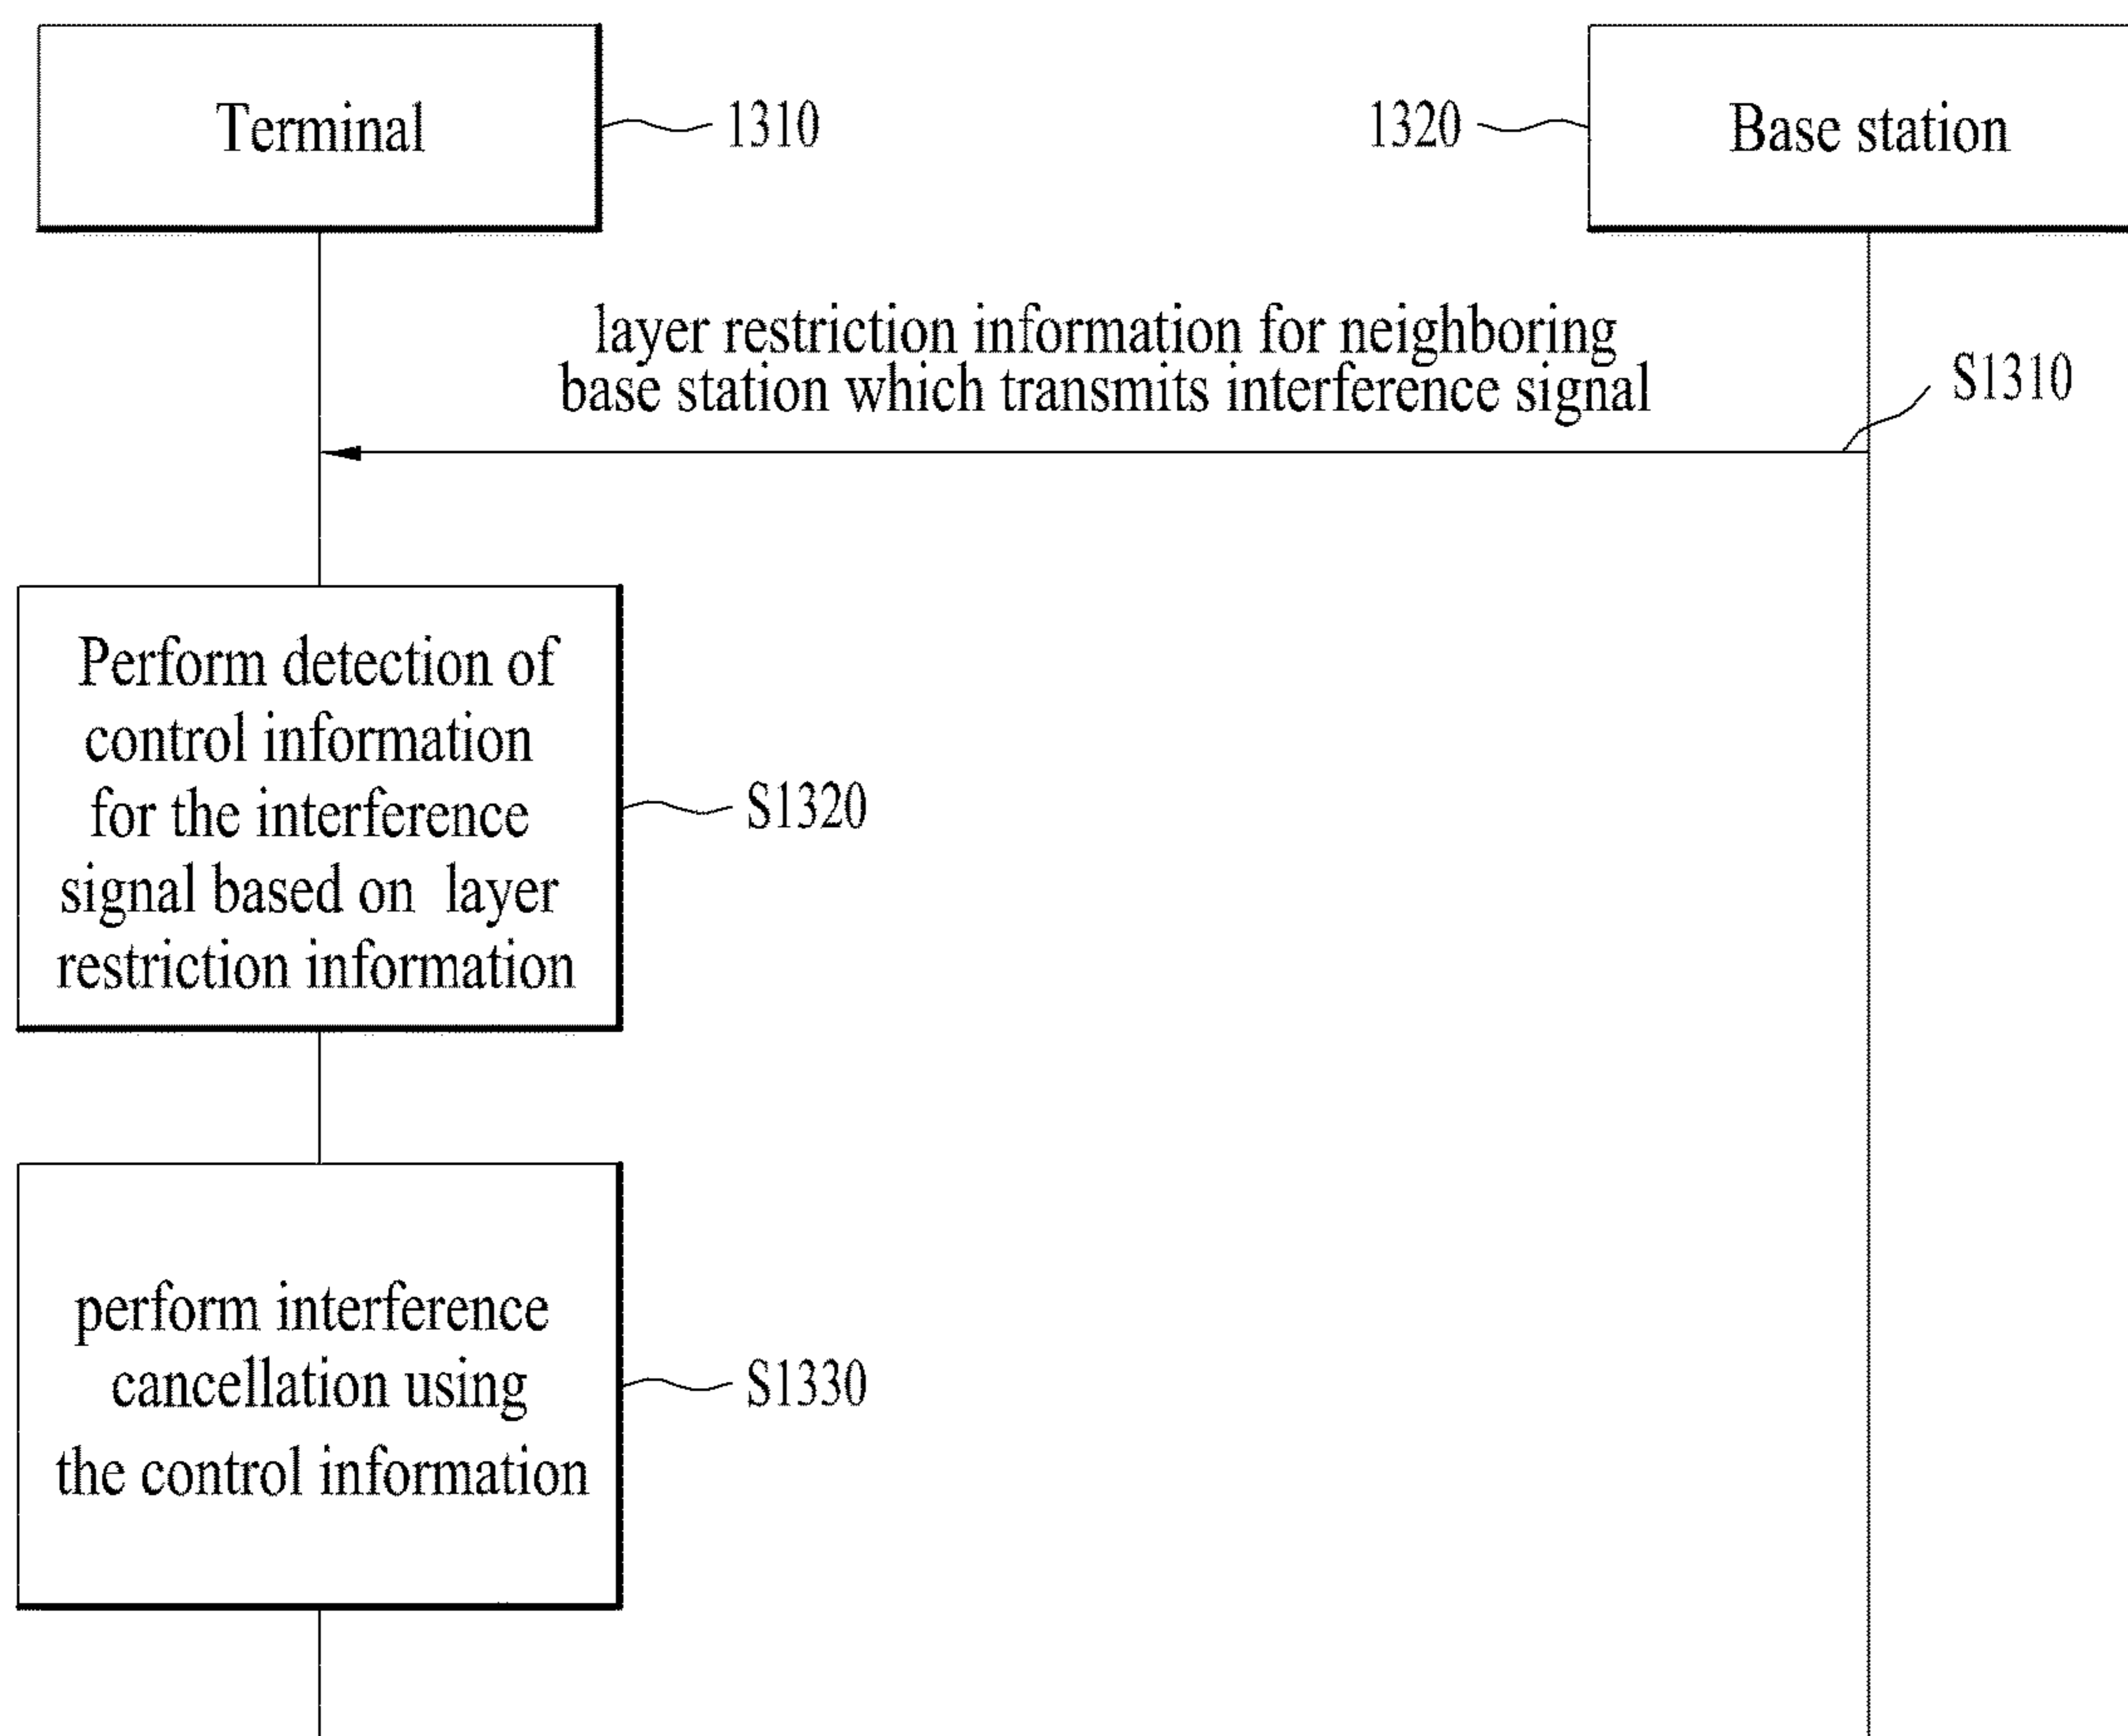 Terminal
1310
1320
Base station
layer restriction information for neighboring
base station which transmits interference signal
S1310
Perform detection of
control information
for the interference
signal based on layer
restriction information
S1320
perform interference
cancellation using
the control information
S1330